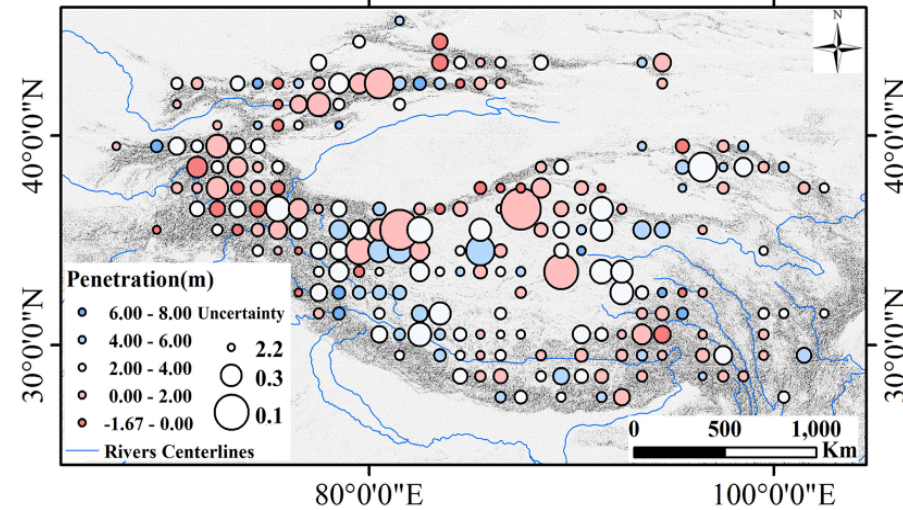 N
40°0'0"N
40°0'0"N
Penetration(m)
6.00 - 8.00
4.00 - 6.00
2.00 - 4.00
0.00 - 2.00
-1.67 - 0.00
Rivers Centerlines
Uncertainty
2.2
0.3
0.1
30°0'0"N
30°0'0"N
0 500 1,000
Km
80°0'0"E
100°0'0"E